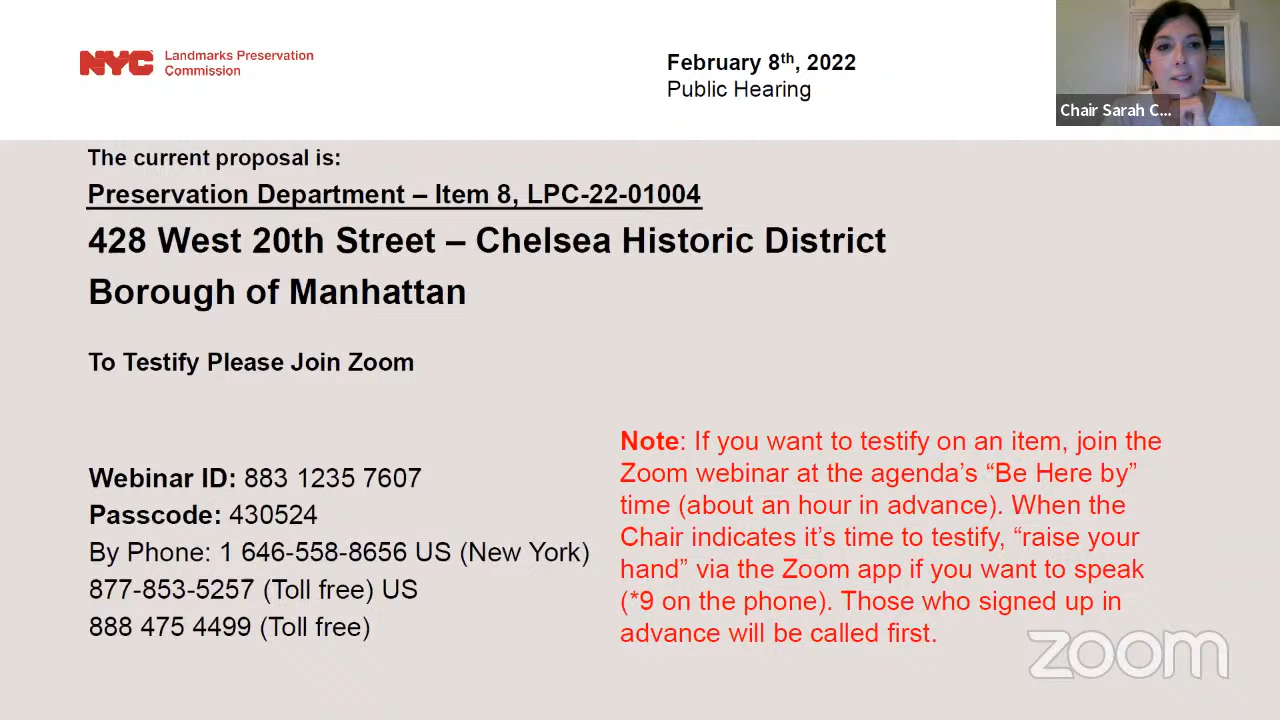 NYC Landmarks Preservation
Commission
February 8th, 2022
Public Hearing
Chair Sarah C...
The current proposal is:
Preservation Department – Item 8, LPC-22-01004
428 West 20th Street – Chelsea Historic District
Borough of Manhattan
To Testify Please Join Zoom
Webinar ID: 883 1235 7607
Passcode: 430524
By Phone: 1 646-558-8656 US (New York)
877-853-5257 (Toll free) US
888 475 4499 (Toll free)
Note: If you want to testify on an item, join the
Zoom webinar at the agenda’s “Be Here by”
time (about an hour in advance). When the
Chair indicates it’s time to testify, “raise your
hand” via the Zoom app if you want to speak
(*9 on the phone). Those who signed up in
advance will be called first.
zoom